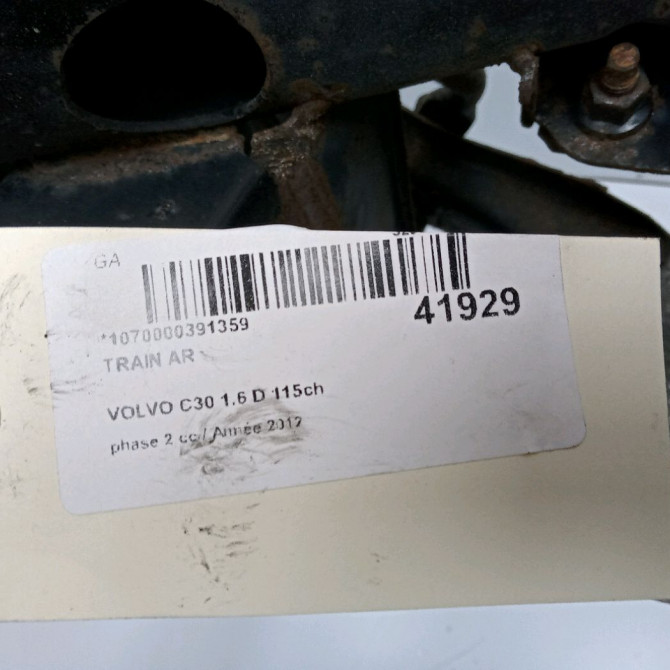 GA
*1070000391359
41929
TRAIN AR
VOLVO C30 1.6 D 115ch
phase 2 cc / Année 2012